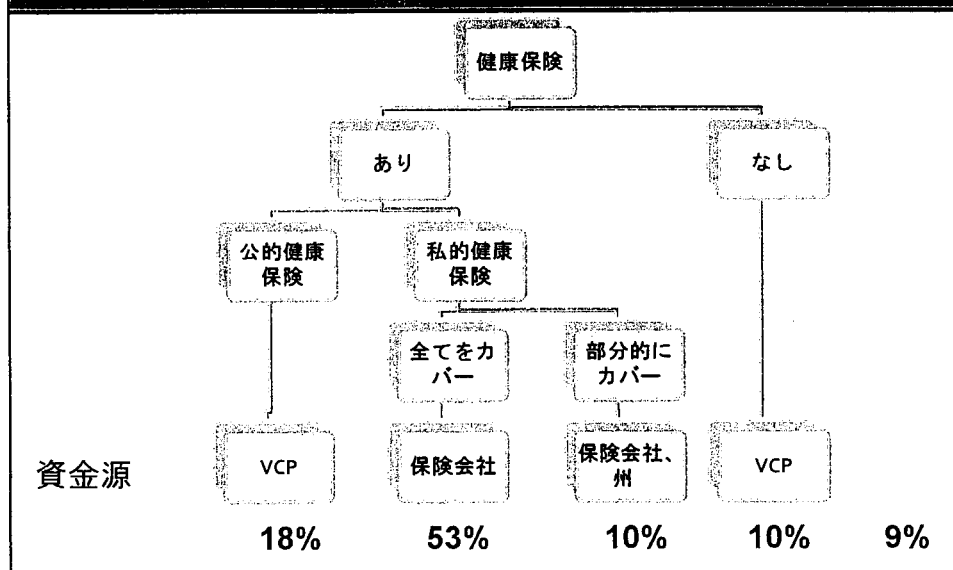 健康保険
あり
なし
公的健康
保険
私的健康
保険
全てをカ
バー
部分的に
カバー
資金源
VCP
保険会社
保険会社、
州
VCP
18%
53%
10%
10%
9%